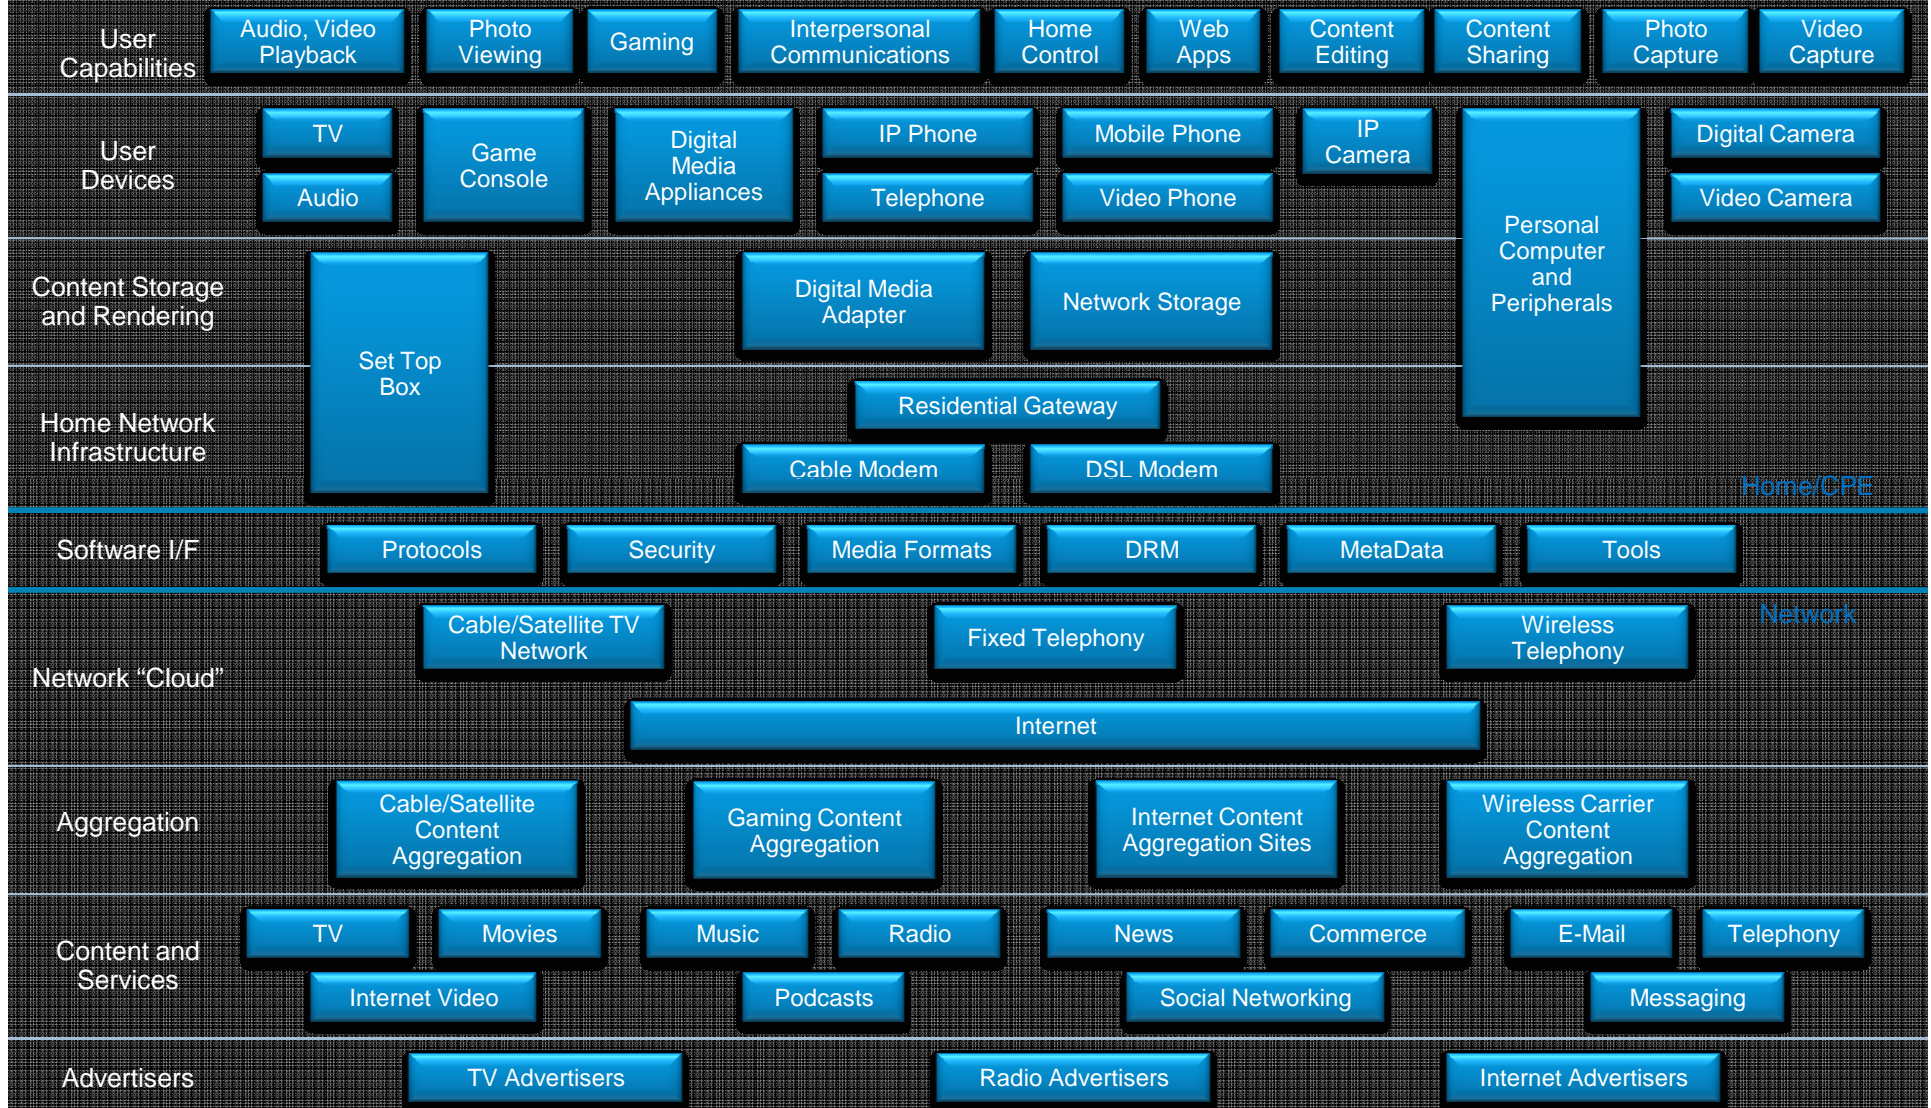 User
Capabilities
Audio, Video
Playback
Photo
Viewing
Gaming
Interpersonal
Communications
Home
Control
Web
Apps
Content
Editing
Content
Sharing
Photo
Capture
Video
Capture
User
Devices
TV
Audio
Game
Console
Digital
Media
Appliances
IP Phone
Telephone
Mobile Phone
Video Phone
IP
Camera
Personal
Computer
and
Peripherals
Digital Camera
Video Camera
Content Storage
and Rendering
Set Top
Box
Digital Media
Adapter
Network Storage
Home Network
Infrastructure
Residential Gateway
Cable Modem
DSL Modem
Home/CPE
Software I/F
Protocols
Security
Media Formats
DRM
MetaData
Tools
Network
Network “Cloud”
Cable/Satellite TV
Network
Fixed Telephony
Wireless
Telephony
Internet
Aggregation
Cable/Satellite
Content
Aggregation
Gaming Content
Aggregation
Internet Content
Aggregation Sites
Wireless Carrier
Content
Aggregation
Content and
Services
TV
Movies
Music
Radio
News
Commerce
E-Mail
Telephony
Internet Video
Podcasts
Social Networking
Messaging
Advertisers
TV Advertisers
Radio Advertisers
Internet Advertisers